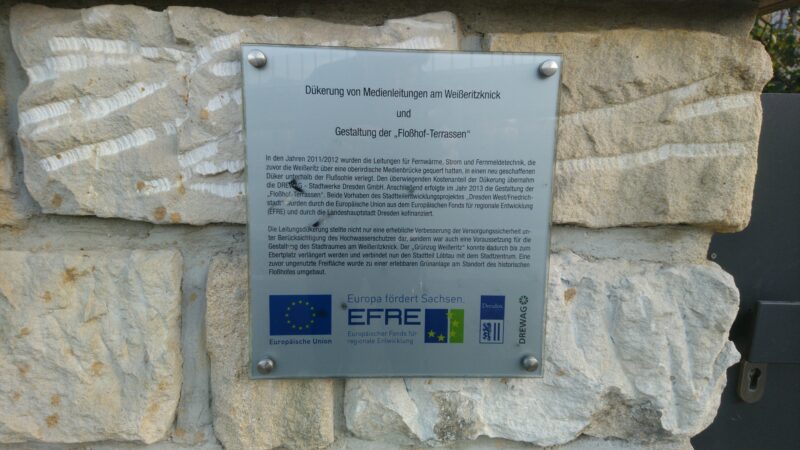 Dükerung von Medienleitungen am Weißeritzknick
und
Gestaltung der „Floßhof-Terrassen“
In den Jahren 2011/2012 wurden die Leitungen für Fernwärme, Strom und Fernmeldetechnik, die
zuvor die Weißeritz über eine oberirdische Medienbrücke gequert hatten, in einen neu geschaffenen
Düker unterhalb der Flußsohle verlegt. Den überwiegenden Kostenanteil der Dükerung übernahm
die DREWAG - Stadtwerke Dresden GmbH. Anschließend erfolgte im Jahr 2013 die Gestaltung der
„Floßhof-Terrassen“. Beide Vorhaben des Stadtteilentwicklungsprojektes „Dresden West/Friedrich-
stadt“ wurden durch die Europäische Union aus dem Europäischen Fonds für regionale Entwicklung
(EFRE) und durch die Landeshauptstadt Dresden kofinanziert.
Die Leitungsdükerung stellte nicht nur eine erhebliche Verbesserung der Versorgungssicherheit un-
ter Berücksichtigung des Hochwasserschutzes dar, sondern war auch eine Voraussetzung für die
Gestaltung des Stadtraumes am Weißeritzknick. Der „Grünzug Weißeritz“ konnte dadurch bis zum
Ebertplatz verlängert werden und verbindet nun den Stadtteil Löbtau mit dem Stadtzentrum. Eine
zuvor ungenutzte Freifläche wurde zu einer erlebbaren Grünanlage am Standort des historischen
Floßhofes umgebaut.
Europäische Union
Europa fördert Sachsen.
EFRE
Europäischer Fonds für
regionale Entwicklung
Dresden.
DREWAG